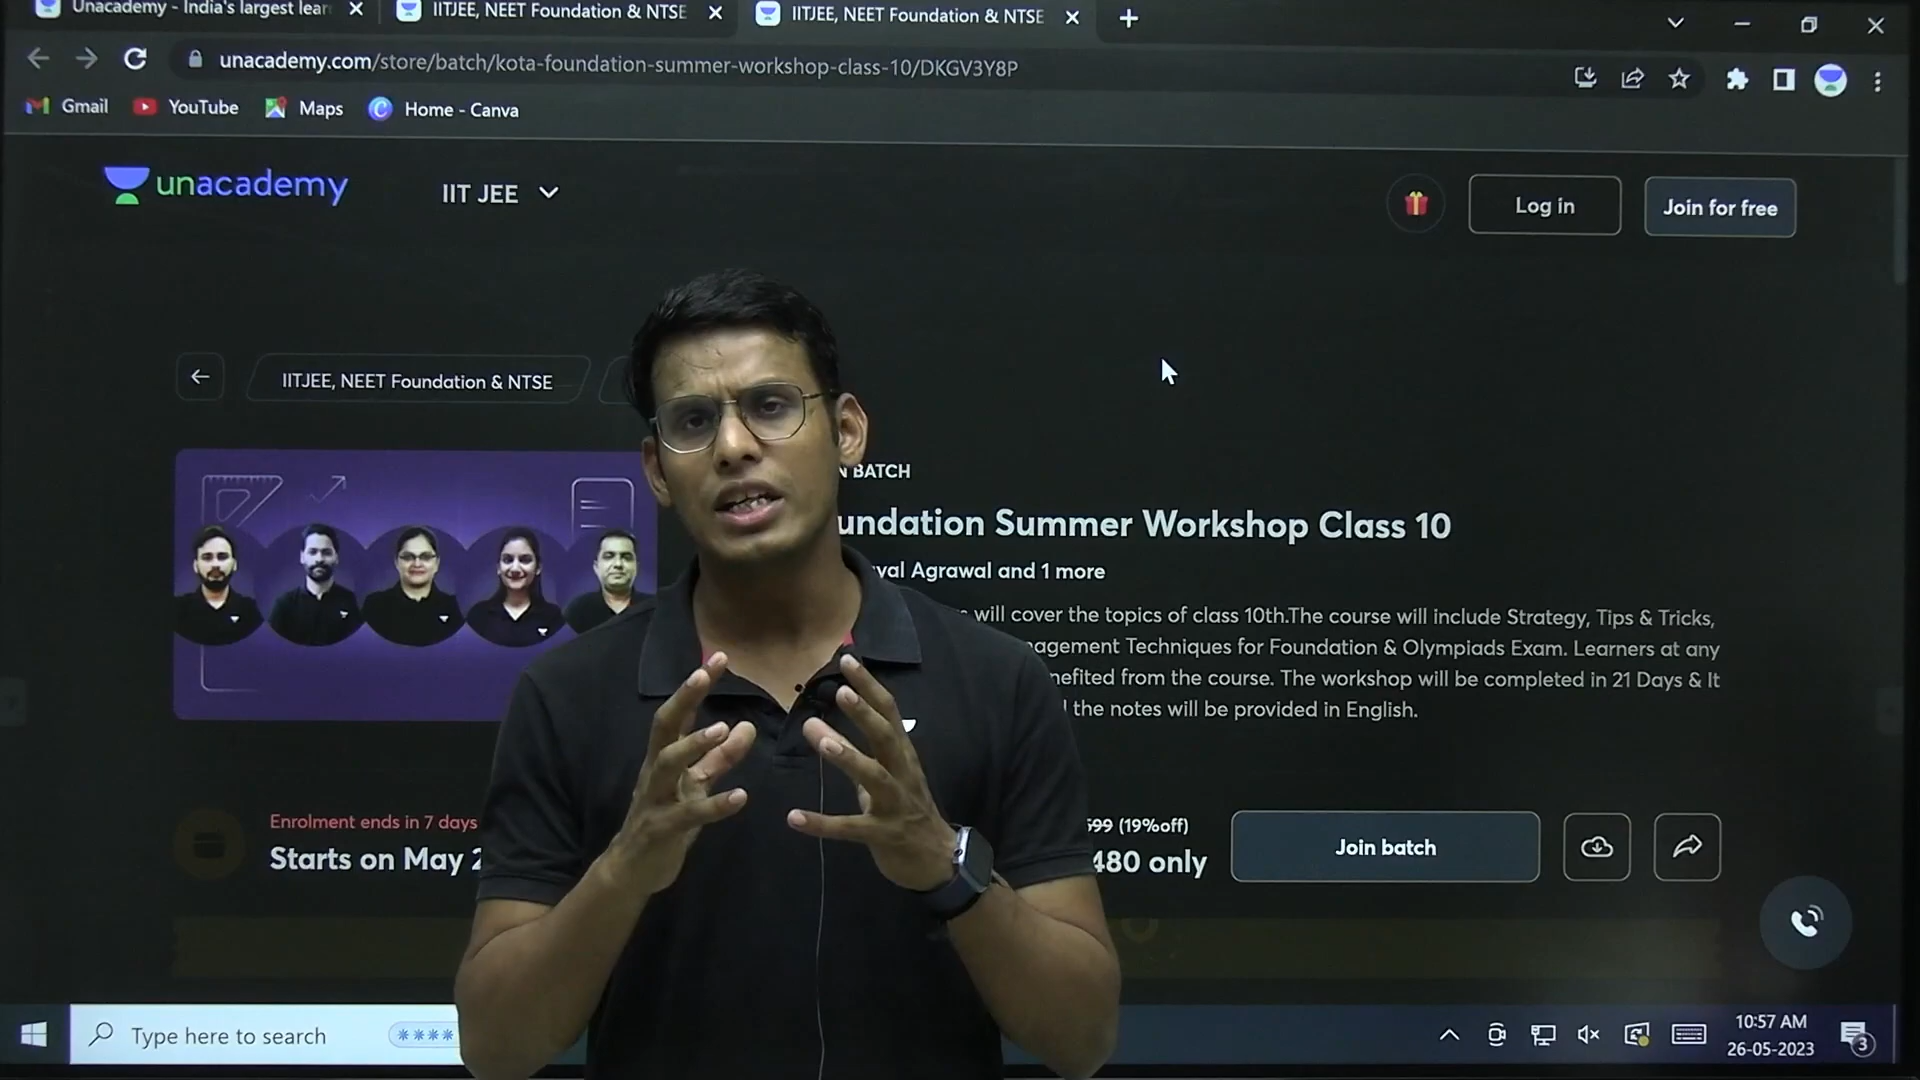 Unacademy - India's largest lear
IITJEE, NEET Foundation & NTSE
IITJEE, NEET Foundation & NTSE
unacademy.com/store/batch/kota-foundation-summer-workshop-class-10/DKGV3Y8P
Gmail
YouTube
Maps
Home - Canva
unacademy
IIT JEE
Log in
Join for free
IITJEE, NEET Foundation & NTSE
N BATCH
undation Summer Workshop Class 10
yal Agrawal and 1 more
will cover the topics of class 10th.The course will include Strategy, Tips & Tricks,
agement Techniques for Foundation & Olympiads Exam. Learners at any
nefited from the course. The workshop will be completed in 21 Days & It
the notes will be provided in English.
Enrolment ends in 7 days
Starts on May 2
599 (19%off)
480 only
Join batch
Type here to search
10:57 AM
26-05-2023
3